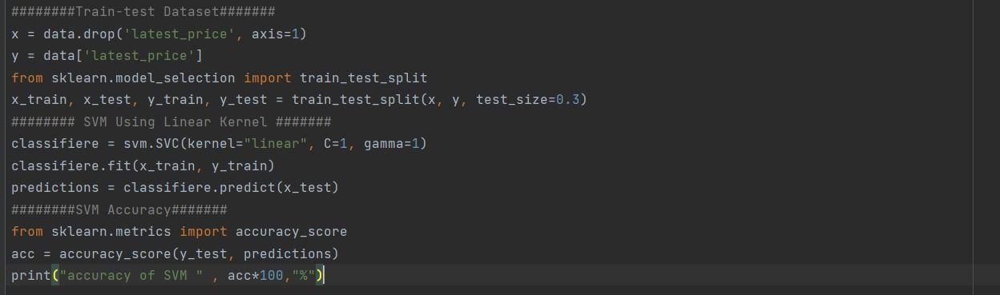 ########Train-test Dataset#######
x = data.drop('latest_price', axis=1)
y = data['latest_price']
from sklearn.model_selection import train_test_split
x_train, x_test, y_train, y_test = train_test_split(x, y, test_size=0.3)
######## SVM Using Linear Kernel #######
classifiere = svm.SVC(kernel="linear", C=1, gamma=1)
classifiere.fit(x_train, y_train)
predictions = classifiere.predict(x_test)
########SVM Accuracy#######
from sklearn.metrics import accuracy_score
acc = accuracy_score(y_test, predictions)
print("accuracy of SVM " , acc*100,"%")